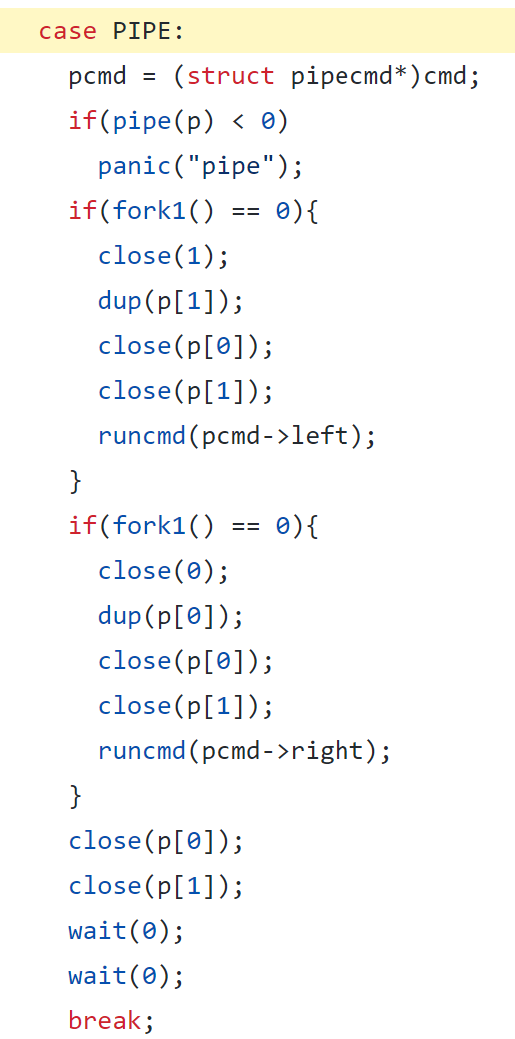 case PIPE:
pcmd = (struct pipecmd*)cmd;
if(pipe(p) < 0)
panic("pipe");
if(fork1() == 0){
close(1);
dup(p[1]);
close(p[0]);
close(p[1]);
runcmd(pcmd->left);
}
if(fork1() == 0){
close(0);
dup(p[0]);
close(p[0]);
close(p[1]);
runcmd(pcmd->right);
}
close(p[0]);
close(p[1]);
wait(0);
wait(0);
break;